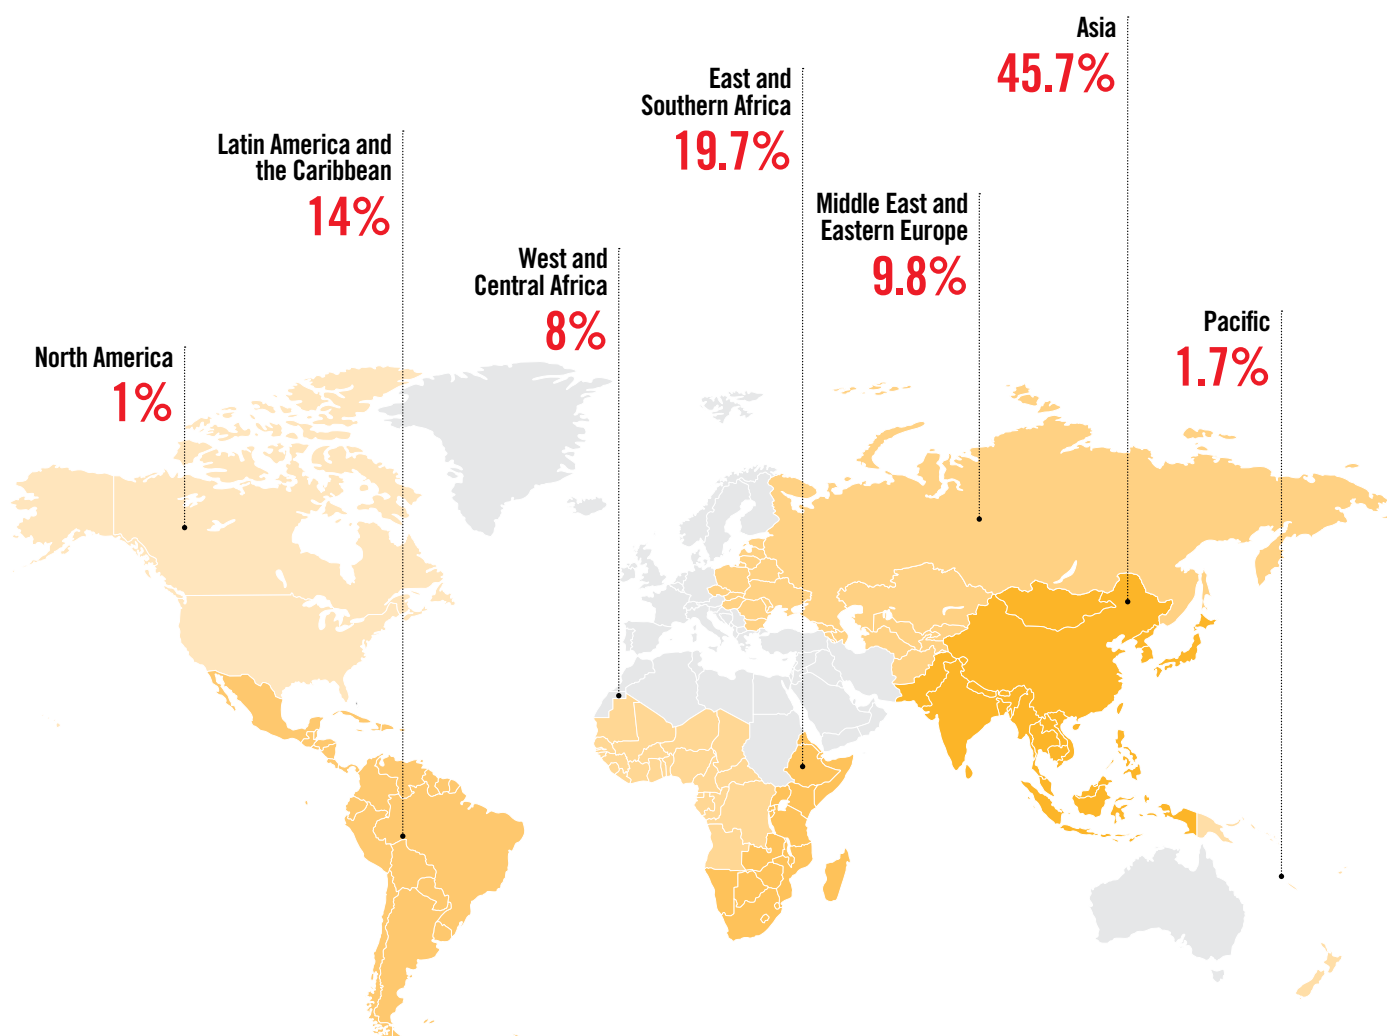 Asia
45.7%
East and
Southern Africa
19.7%
Latin America and
the Caribbean
14%
Middle East and
Eastern Europe
9.8%
West and
Central Africa
8%
Pacific
1.7%
North America
1%